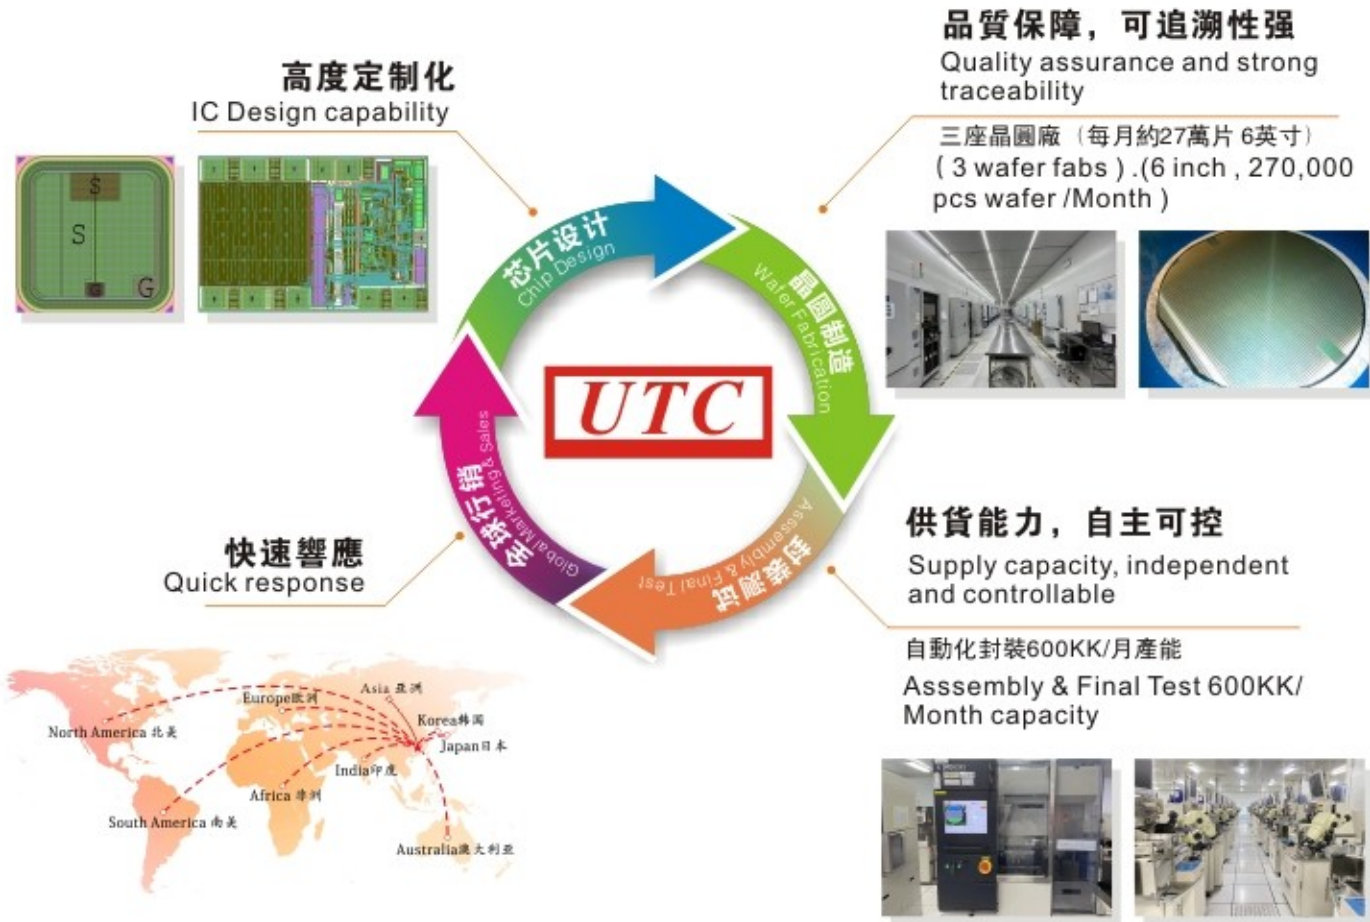 高度定制化
IC Design capability
S
S
G
G
品質保障，可追溯性强
Quality assurance and strong
traceability
三座晶圓廠（每月約27萬片 6英寸）
( 3 wafer fabs ) .(6 inch , 270,000
pcs wafer /Month )
芯片设计
Chip Design
晶圆制造
Wafer Fabrication
UTC
封装测试
Asssembly & Final Test
全球行销
Global Marketing & Sales
快速響應
Quick response
供貨能力，自主可控
Supply capacity, independent
and controllable
自動化封裝600KK/月產能
Asssembly & Final Test 600KK/
Month capacity
Asia 亚洲
Europe歐洲
Korea韩国
North America 北美
Japan日本
India印度
Africa 非洲
South America 南美
Australia澳大利亚